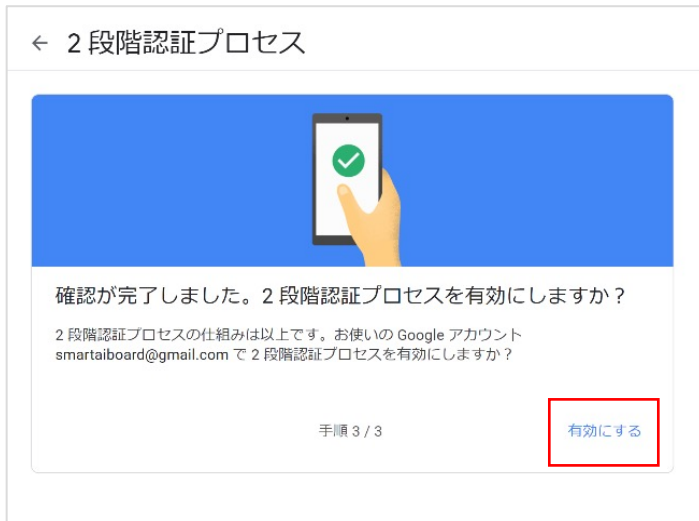 ← 2 段階認証プロセス
確認が完了しました。2 段階認証プロセスを有効にしますか？
2 段階認証プロセスの仕組みは以上です。お使いの Google アカウント
smartaiboard@gmail.com で 2 段階認証プロセスを有効にしますか？
手順 3 / 3
有効にする